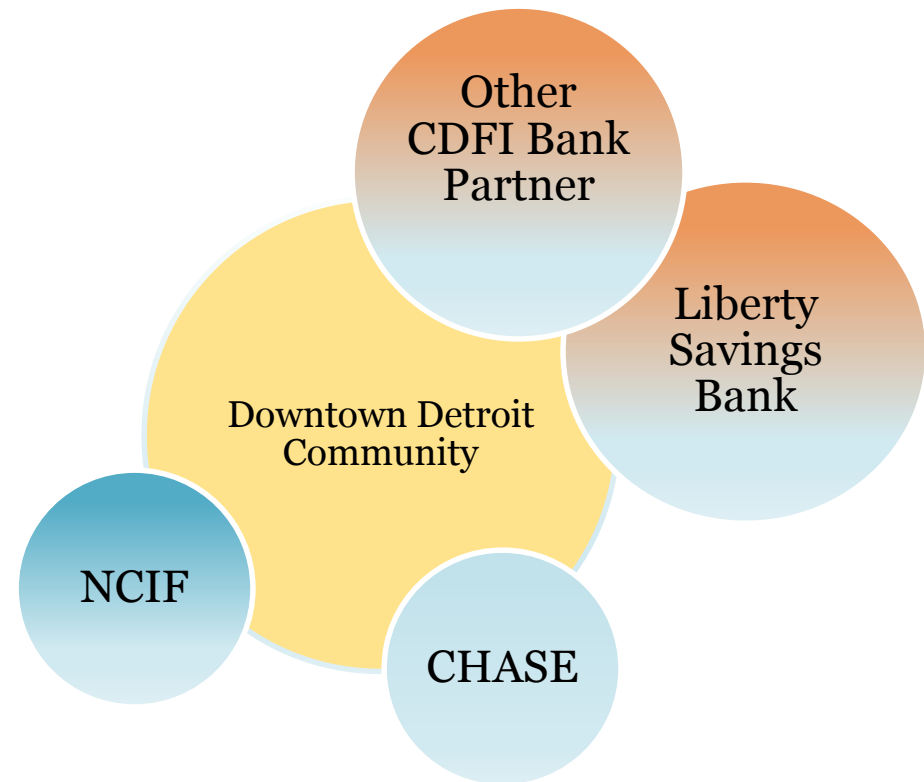 Other
CDFI Bank
Partner
Liberty
Savings
Bank
Downtown Detroit
Community
NCIF
CHASE